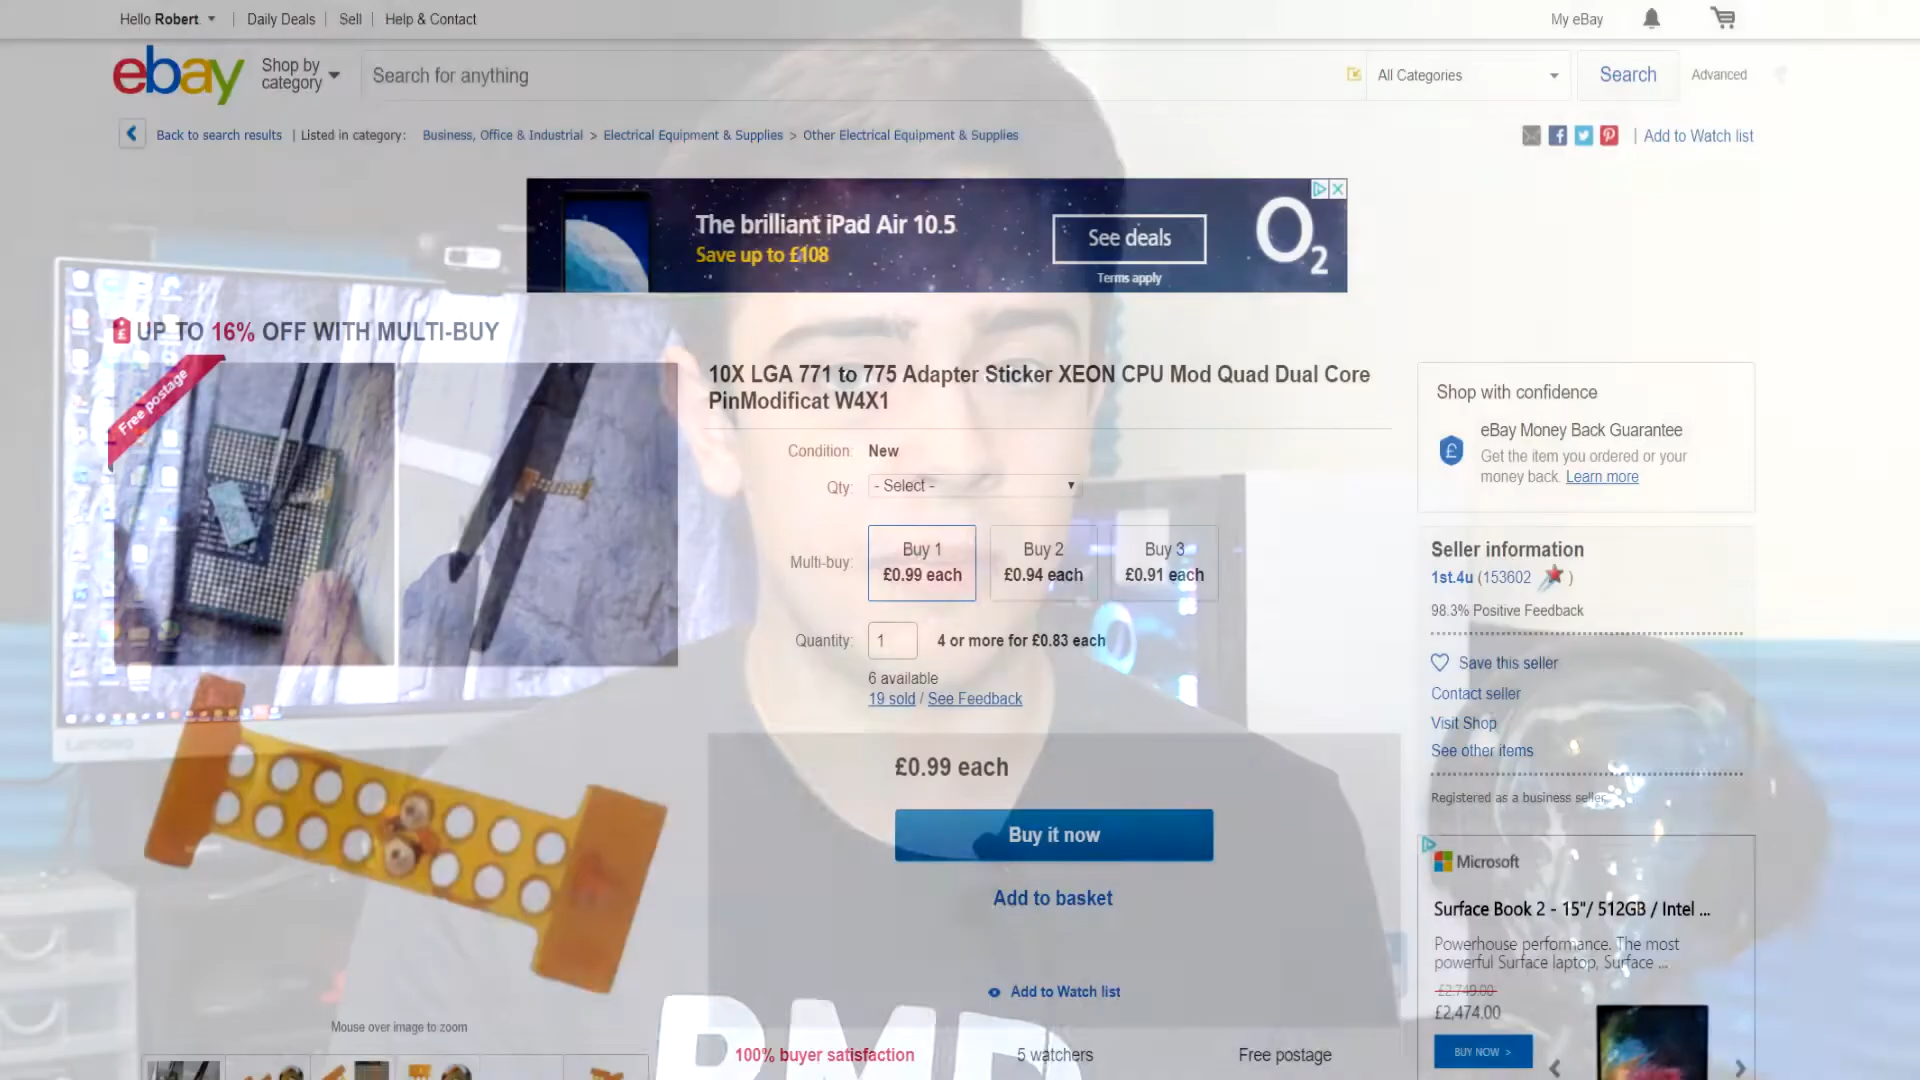 Hello Robert
Daily Deals
Sell
Help & Contact
My eBay
ebay
Shop by
category
Search for anything
All Categories
Search
Advanced
Back to search results
Listed in category:
Business, Office & Industrial > Electrical Equipment & Supplies > Other Electrical Equipment & Supplies
Add to Watch list
The brilliant iPad Air 10.5
Save up to £108
See deals
Terms apply
O2
UP TO 16% OFF WITH MULTI-BUY
Free postage
10X LGA 771 to 775 Adapter Sticker XEON CPU Mod Quad Dual Core
PinModificat W4X1
Condition: New
Qty: - Select -
Multi-buy:
Buy 1
£0.99 each
Buy 2
£0.94 each
Buy 3
£0.91 each
Quantity: 1
4 or more for £0.83 each
6 available
19 sold / See Feedback
£0.99 each
Buy it now
Add to basket
Add to Watch list
100% buyer satisfaction
5 watchers
Free postage
Mouse over image to zoom
Shop with confidence
eBay Money Back Guarantee
Get the item you ordered or your
money back. Learn more
Seller information
1st.4u (153602 )
98.3% Positive Feedback
Save this seller
Contact seller
Visit Shop
See other items
Registered as a business seller
Microsoft
Surface Book 2 - 15"/ 512GB / Intel ...
Powerhouse performance. The most
powerful Surface laptop, Surface ...
£2,749.00
£2,474.00
BUY NOW >
Lenovo